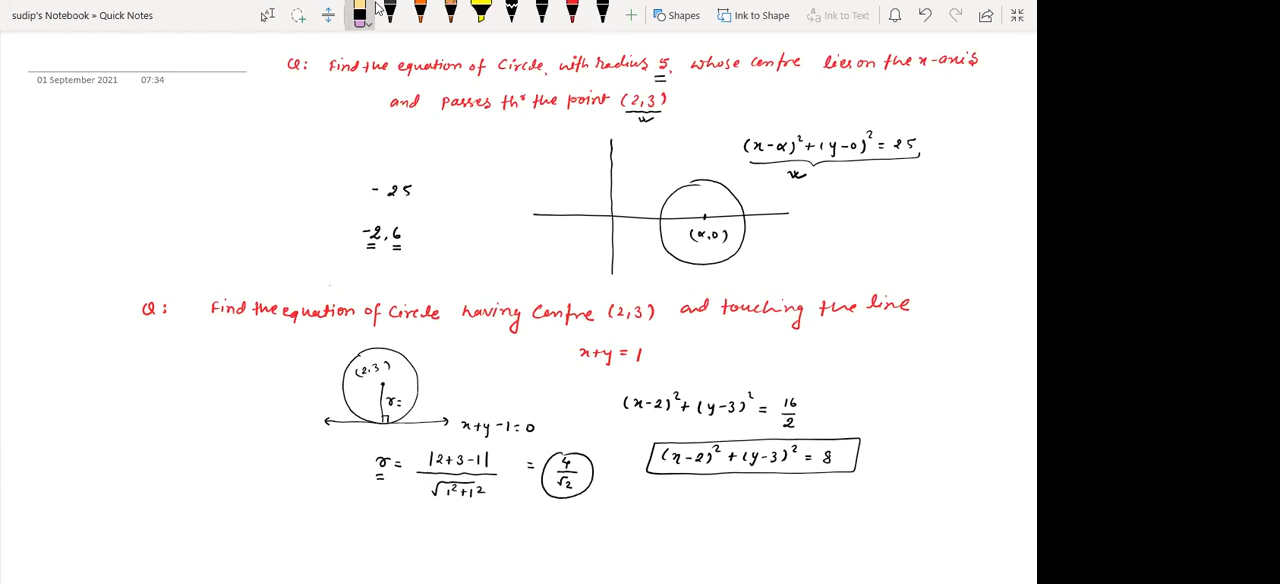 sudip's Notebook » Quick Notes
Shapes
Ink to Shape
Ink to Text
01 September 2021 07:34
Q: Find the equation of Circle, with radius 5, whose centre lies on the x-axis
and passes thr the point (2,3)
(x-α)²+(y-0)² = 25
- 25
-2, 6
(α,0)
Q: Find the equation of Circle having Centre (2,3) and touching the line
x+y = 1
(2,3)
r=
x+y-1=0
(x-2)²+(y-3)² = 16/2
r = |2+3-1| / √1²+1² = 4/√2
(x-2)²+(y-3)² = 8